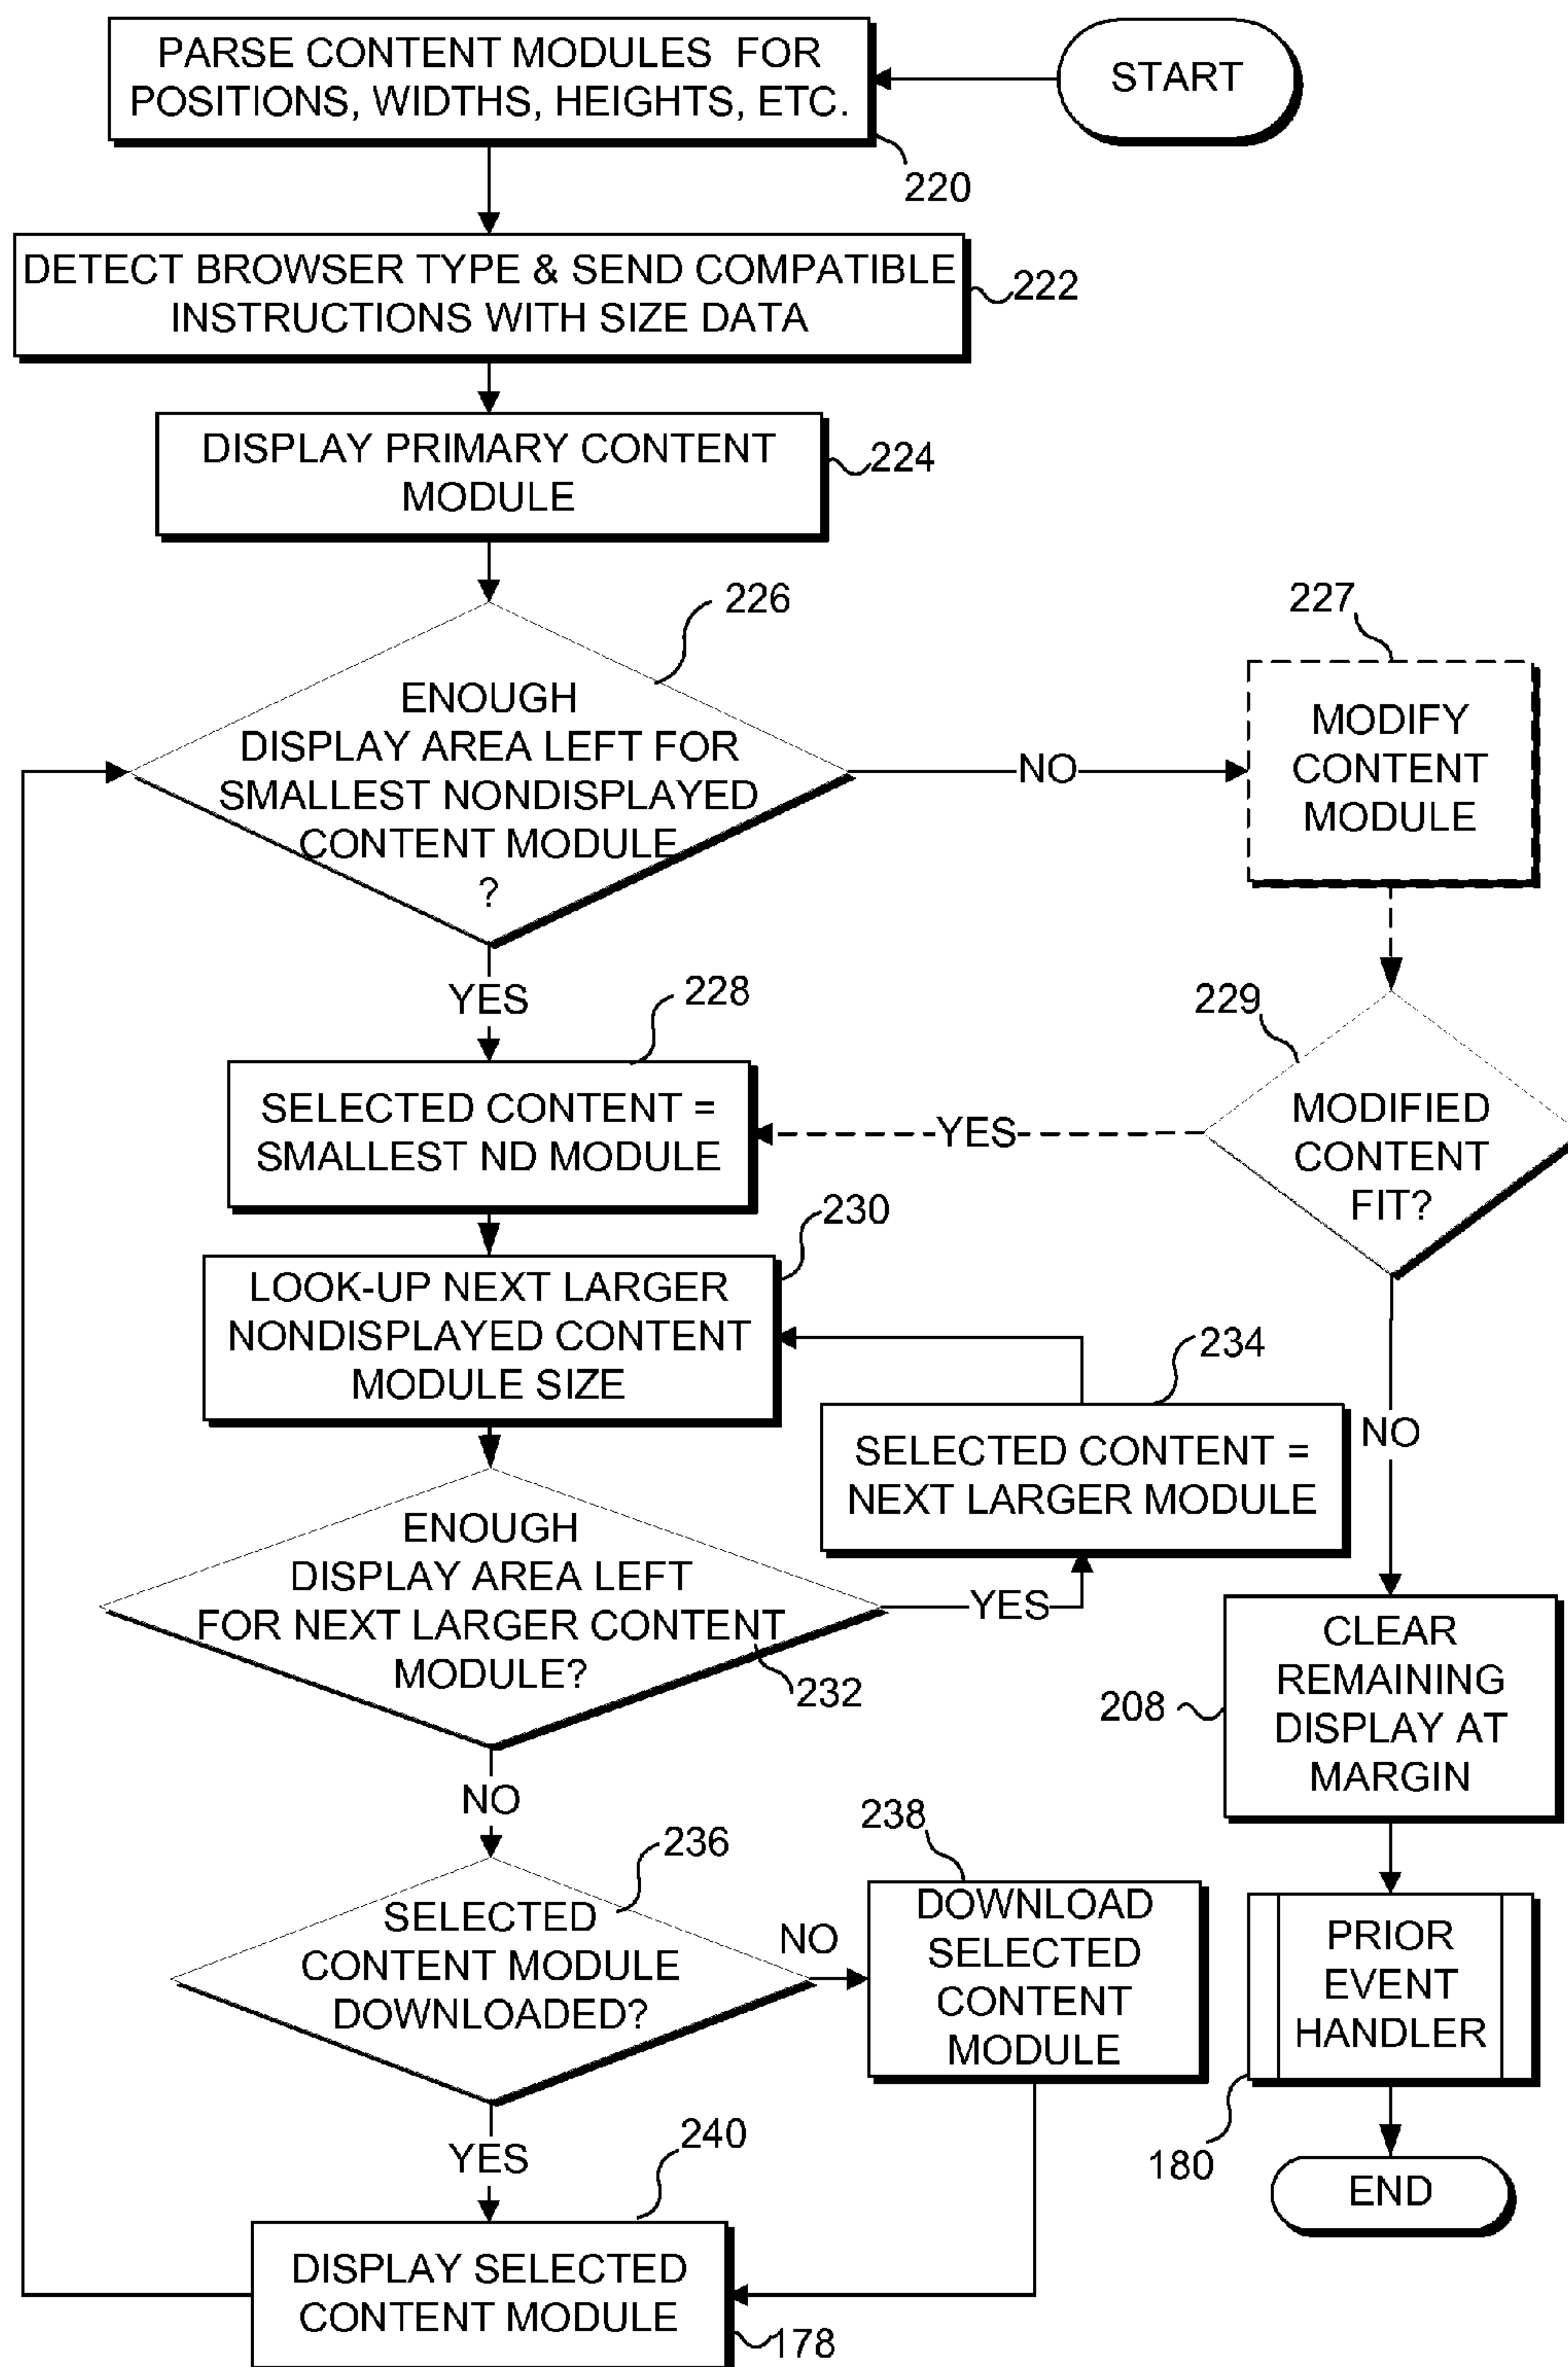 PARSE CONTENT MODULES FOR
POSITIONS, WIDTHS, HEIGHTS, ETC.
START
220
DETECT BROWSER TYPE & SEND COMPATIBLE
INSTRUCTIONS WITH SIZE DATA
222
DISPLAY PRIMARY CONTENT
MODULE
224
226
ENOUGH
DISPLAY AREA LEFT FOR
SMALLEST NONDISPLAYED
CONTENT MODULE
?
NO
227
MODIFY
CONTENT
MODULE
YES
228
229
SELECTED CONTENT =
SMALLEST ND MODULE
YES
MODIFIED
CONTENT
FIT?
230
LOOK-UP NEXT LARGER
NONDISPLAYED CONTENT
MODULE SIZE
234
SELECTED CONTENT =
NEXT LARGER MODULE
NO
ENOUGH
DISPLAY AREA LEFT
FOR NEXT LARGER CONTENT
MODULE?
YES
232
208
CLEAR
REMAINING
DISPLAY AT
MARGIN
NO
236
238
SELECTED
CONTENT MODULE
DOWNLOADED?
NO
DOWNLOAD
SELECTED
CONTENT
MODULE
PRIOR
EVENT
HANDLER
180
YES
240
END
DISPLAY SELECTED
CONTENT MODULE
178